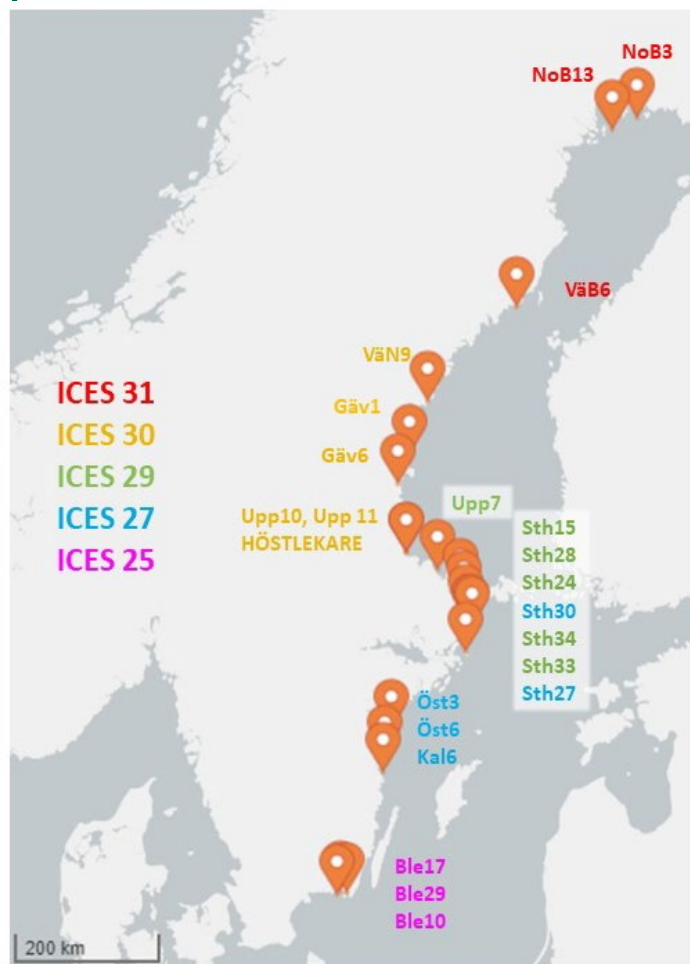 NoB3
NoB13
VäB6
VäN9
ICES 31
Gäv1
ICES 30
Gäv6
ICES 29
Upp7
Upp10, Upp 11
HÖSTLEKARE
ICES 27
ICES 25
Sth15
Sth28
Sth24
Sth30
Sth34
Sth33
Sth27
Öst3
Öst6
Kal6
Ble17
Ble29
Ble10
200 km